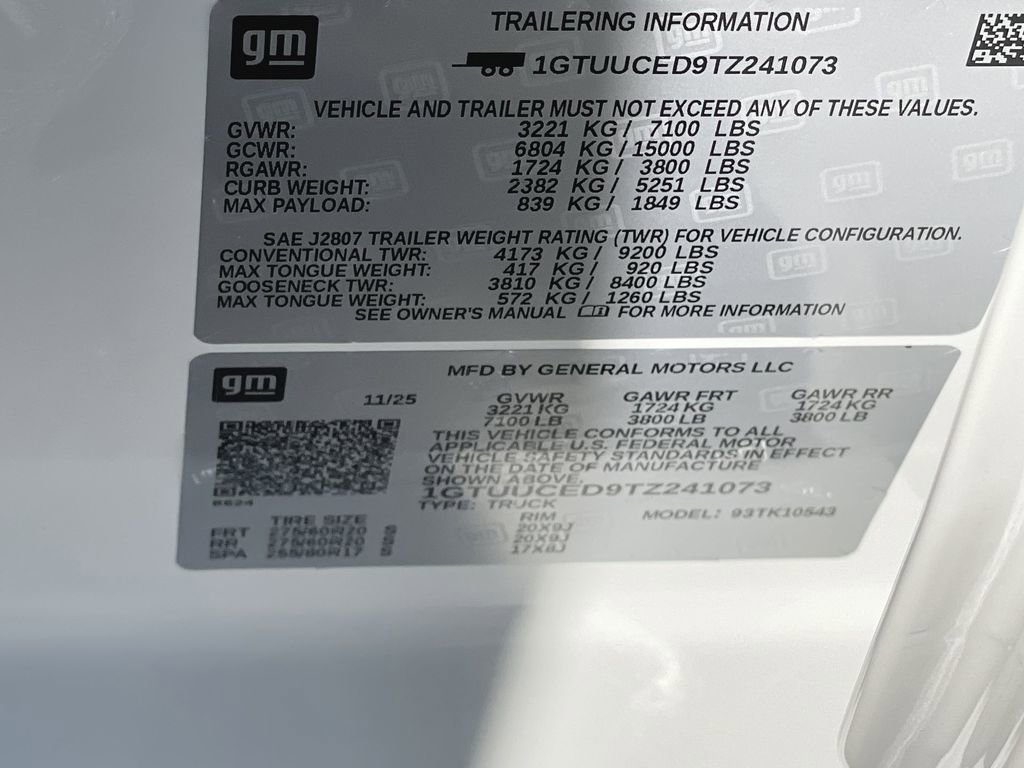 gm
TRAILERING INFORMATION
1GTUUCED9TZ241073
VEHICLE AND TRAILER MUST NOT EXCEED ANY OF THESE VALUES.
GVWR: 3221 KG / 7100 LBS
GCWR: 6804 KG / 15000 LBS
RGAWR: 1724 KG / 3800 LBS
CURB WEIGHT: 2382 KG / 5251 LBS
MAX PAYLOAD: 839 KG / 1849 LBS
SAE J2807 TRAILER WEIGHT RATING (TWR) FOR VEHICLE CONFIGURATION.
CONVENTIONAL TWR: 4173 KG / 9200 LBS
MAX TONGUE WEIGHT: 417 KG / 920 LBS
GOOSENECK TWR: 3810 KG / 8400 LBS
MAX TONGUE WEIGHT: 572 KG / 1260 LBS
SEE OWNER'S MANUAL FOR MORE INFORMATION
gm
MFD BY GENERAL MOTORS LLC
11/25 GVWR GAWR FRT GAWR RR
3221 KG 1724 KG 1724 KG
7100 LB 3800 LB 3800 LB
THIS VEHICLE CONFORMS TO ALL
APPLICABLE U.S. FEDERAL MOTOR
VEHICLE SAFETY STANDARDS IN EFFECT
ON THE DATE OF MANUFACTURE
SHOWN ABOVE.
1GTUUCED9TZ241073
TYPE: TRUCK MODEL: 93TK10543
TIRE SIZE RIM
FRT 275/60R20 20X9J
RR 275/60R20 20X9J
SPA 17X8J